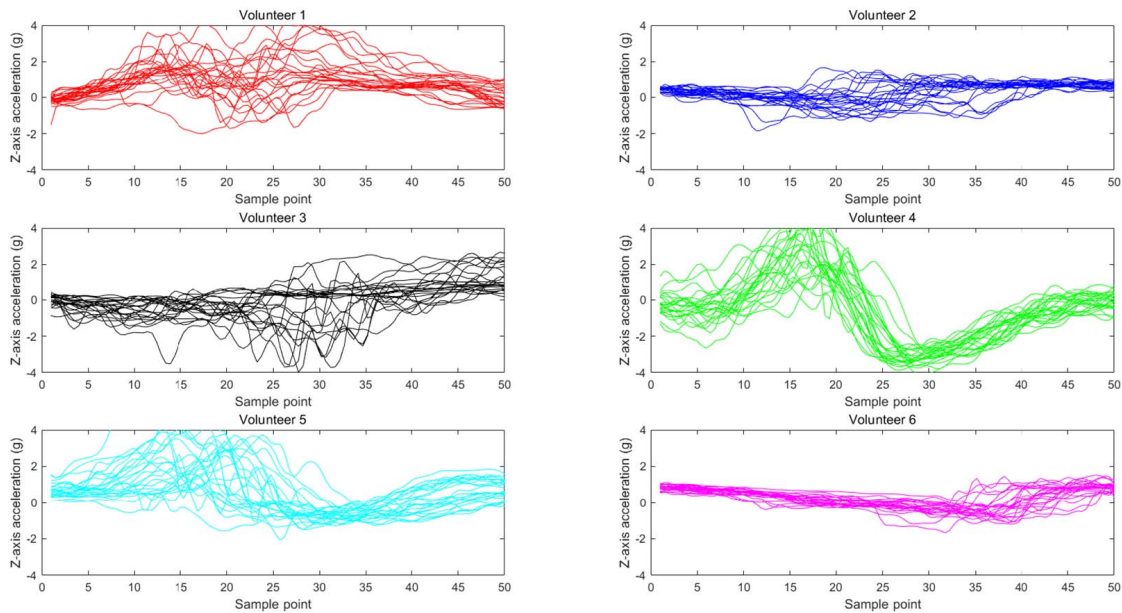 Volunteer 1
Z-axis acceleration (g)
4
2
0
-2
-4
0 5 10 15 20 25 30 35 40 45 50
Sample point
Volunteer 2
Z-axis acceleration (g)
4
2
0
-2
-4
0 5 10 15 20 25 30 35 40 45 50
Sample point
Volunteer 3
Z-axis acceleration (g)
4
2
0
-2
-4
0 5 10 15 20 25 30 35 40 45 50
Sample point
Volunteer 4
Z-axis acceleration (g)
4
2
0
-2
-4
0 5 10 15 20 25 30 35 40 45 50
Sample point
Volunteer 5
Z-axis acceleration (g)
4
2
0
-2
-4
0 5 10 15 20 25 30 35 40 45 50
Sample point
Volunteer 6
Z-axis acceleration (g)
4
2
0
-2
-4
0 5 10 15 20 25 30 35 40 45 50
Sample point